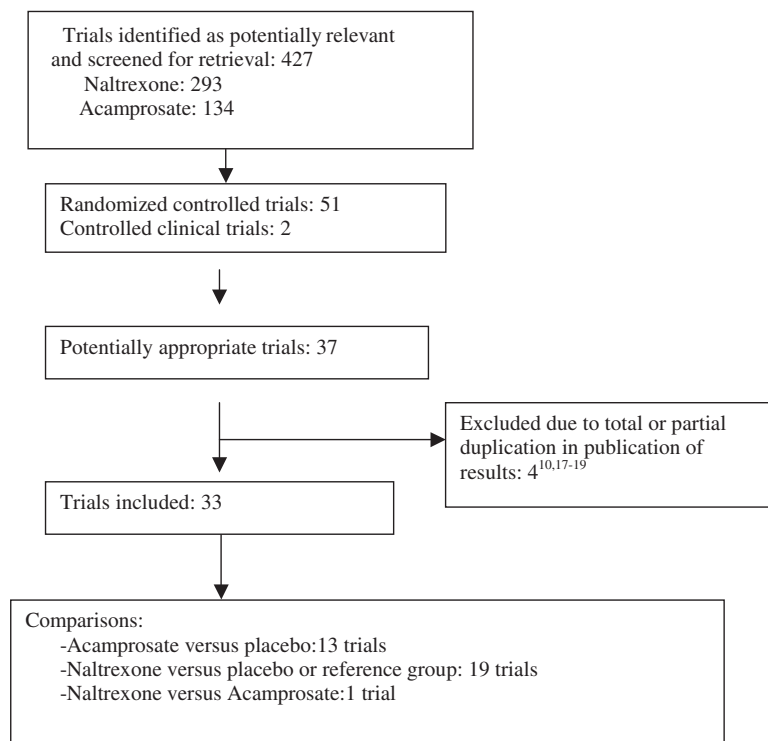 Trials identified as potentially relevant
and screened for retrieval: 427
Naltrexone: 293
Acamprosate: 134
Randomized controlled trials: 51
Controlled clinical trials: 2
Potentially appropriate trials: 37
Excluded due to total or partial
duplication in publication of
results: 4¹⁰,¹⁷⁻¹⁹
Trials included: 33
Comparisons:
-Acamprosate versus placebo:13 trials
-Naltrexone versus placebo or reference group: 19 trials
-Naltrexone versus Acamprosate:1 trial